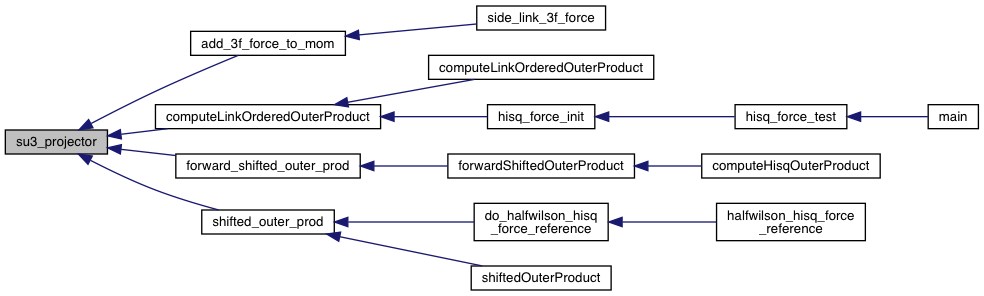 side_link_3f_force
add_3f_force_to_mom
computeLinkOrderedOuterProduct
computeLinkOrderedOuterProduct
hisq_force_init
hisq_force_test
main
su3_projector
forward_shifted_outer_prod
forwardShiftedOuterProduct
computeHisqOuterProduct
shifted_outer_prod
do_halfwilson_hisq
_force_reference
halfwilson_hisq_force
_reference
shiftedOuterProduct